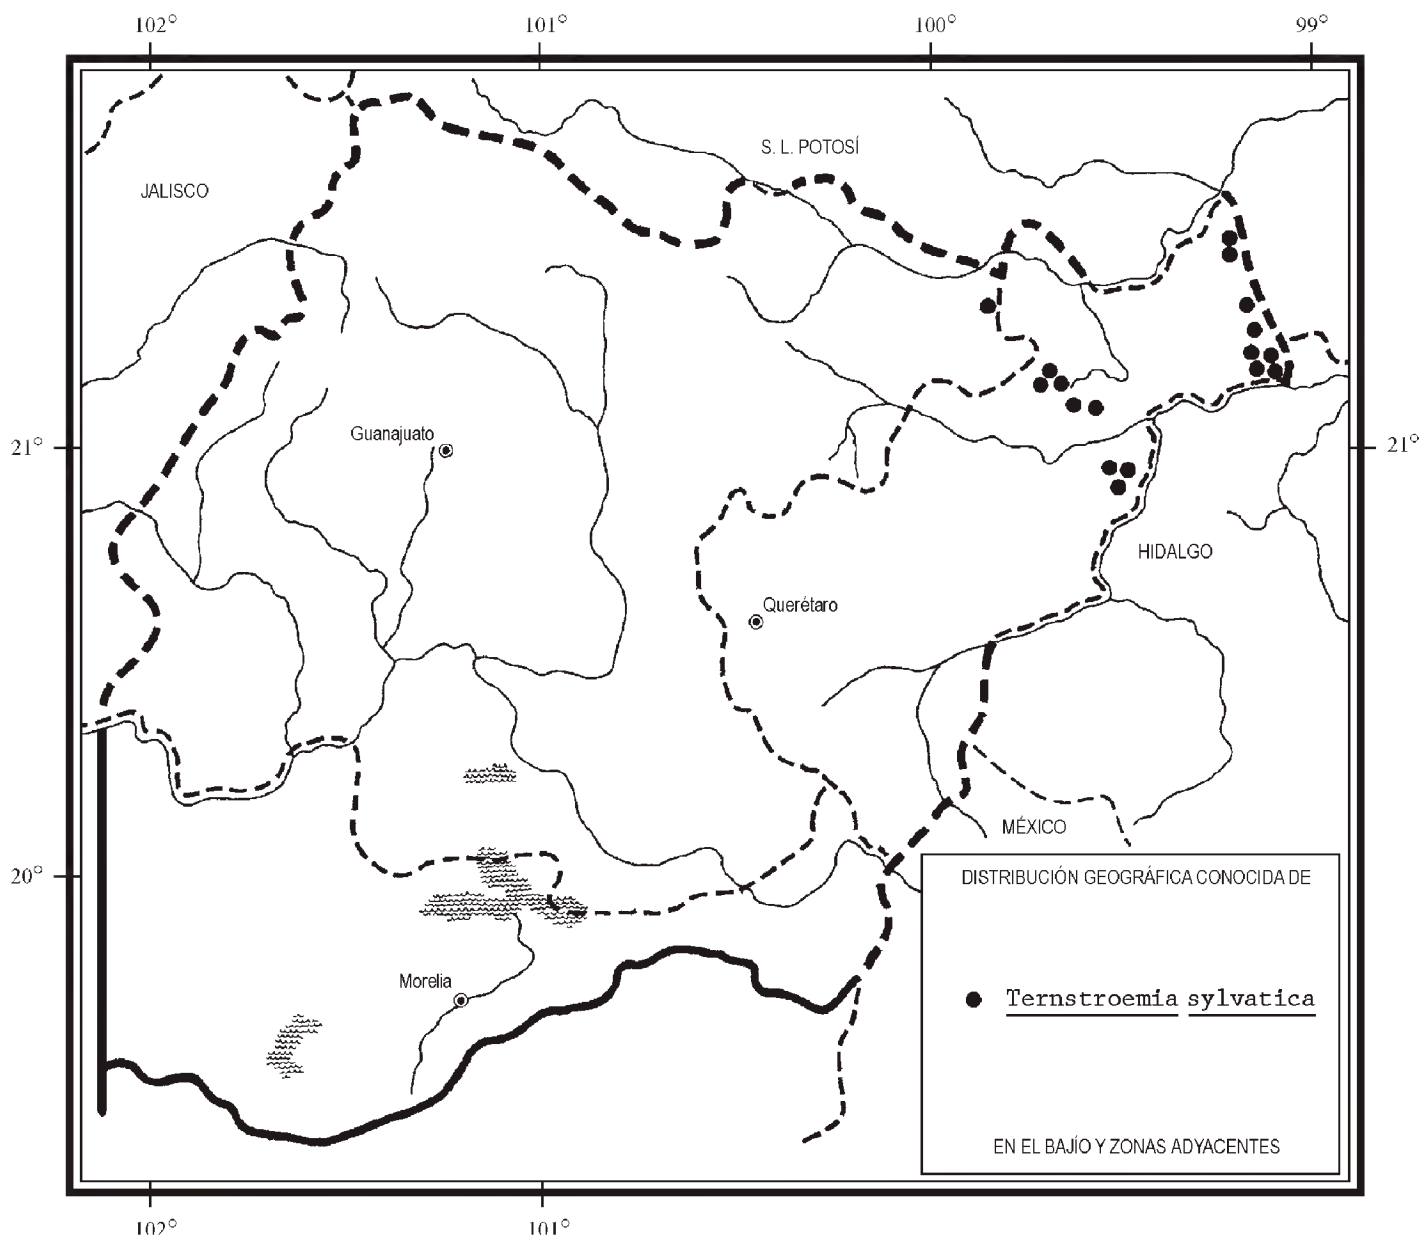 102° 101° 100° 99°
S. L. POTOSÍ
JALISCO
Guanajuato
21° 21°
HIDALGO
Querétaro
MÉXICO
20°
DISTRIBUCIÓN GEOGRÁFICA CONOCIDA DE
Morelia
Ternstroemia sylvatica
EN EL BAJÍO Y ZONAS ADYACENTES
102° 101°